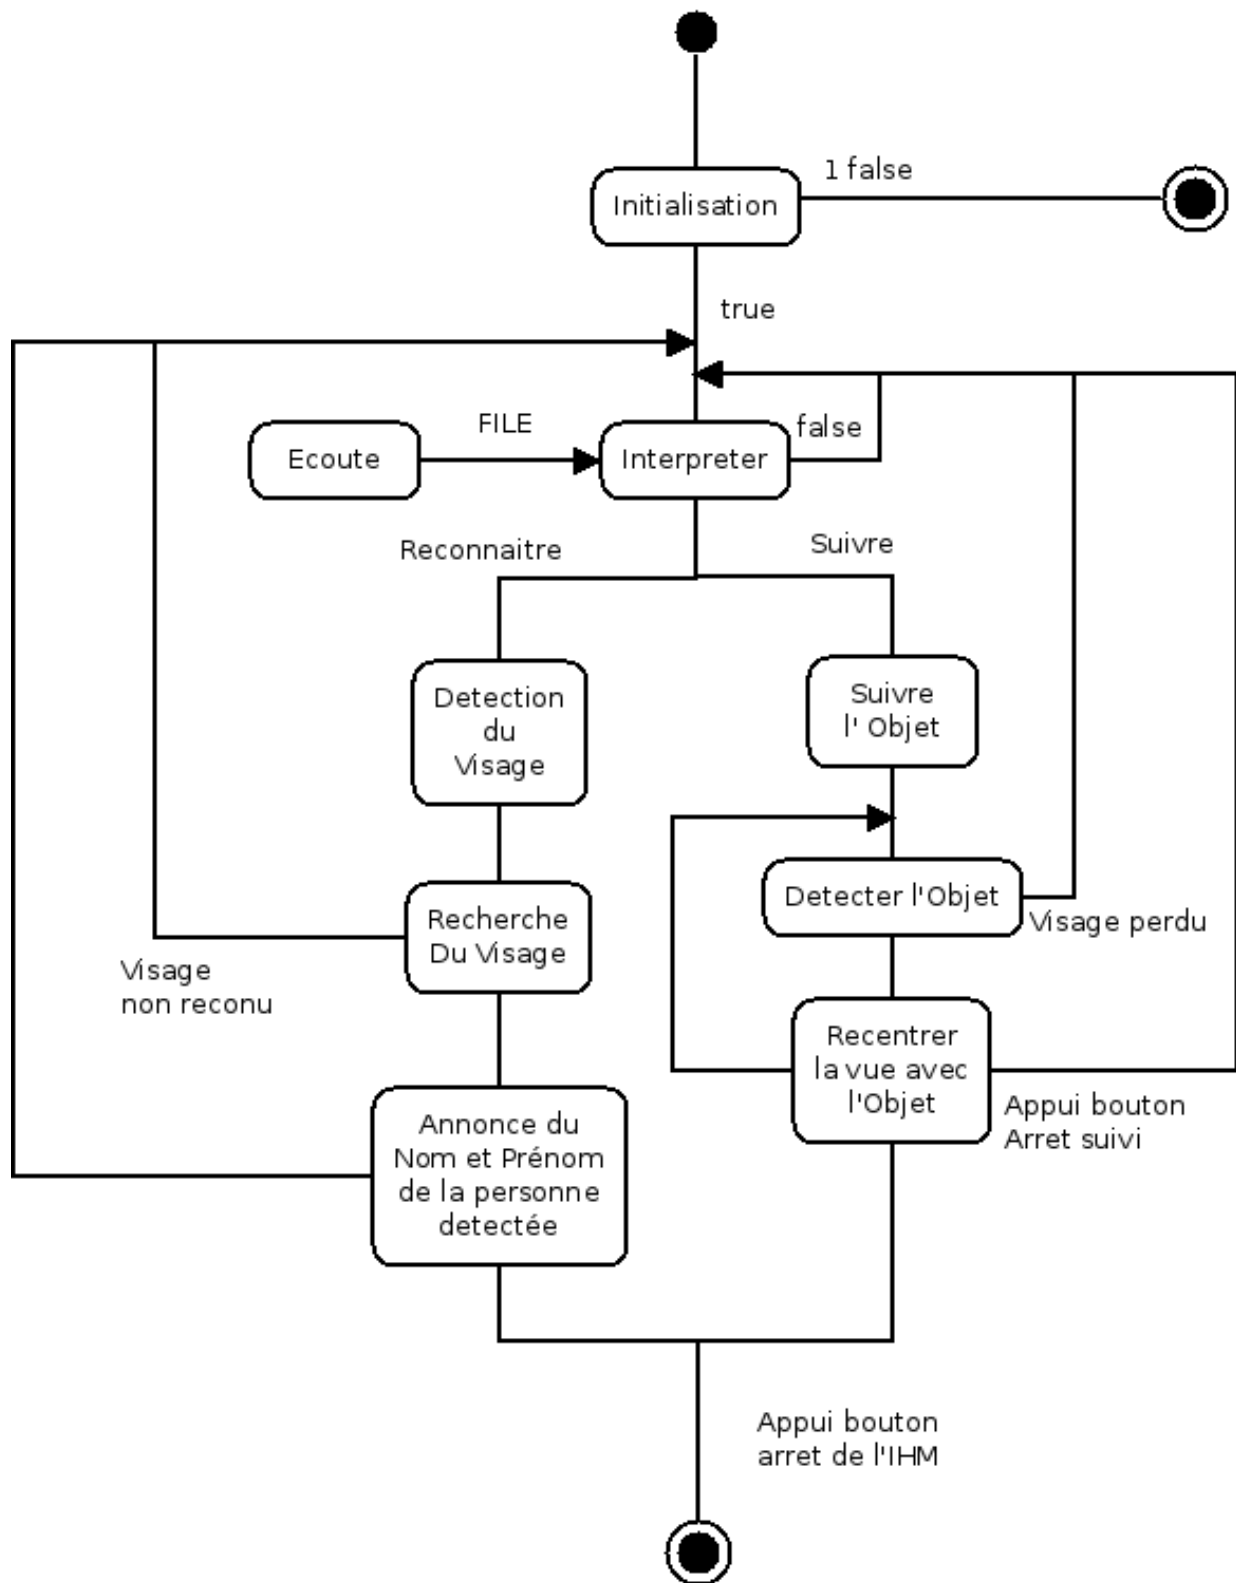 1 false
Initialisation
true
FILE
false
Ecoute
Interpreter
Reconnaitre
Suivre
Detection
du
Visage
Suivre
l' Objet
Detecter l'Objet
Visage perdu
Recherche
Du Visage
Visage
non reconu
Recentrer
la vue avec
l'Objet
Appui bouton
Arret suivi
Annonce du
Nom et Prénom
de la personne
detectée
Appui bouton
arret de l'IHM